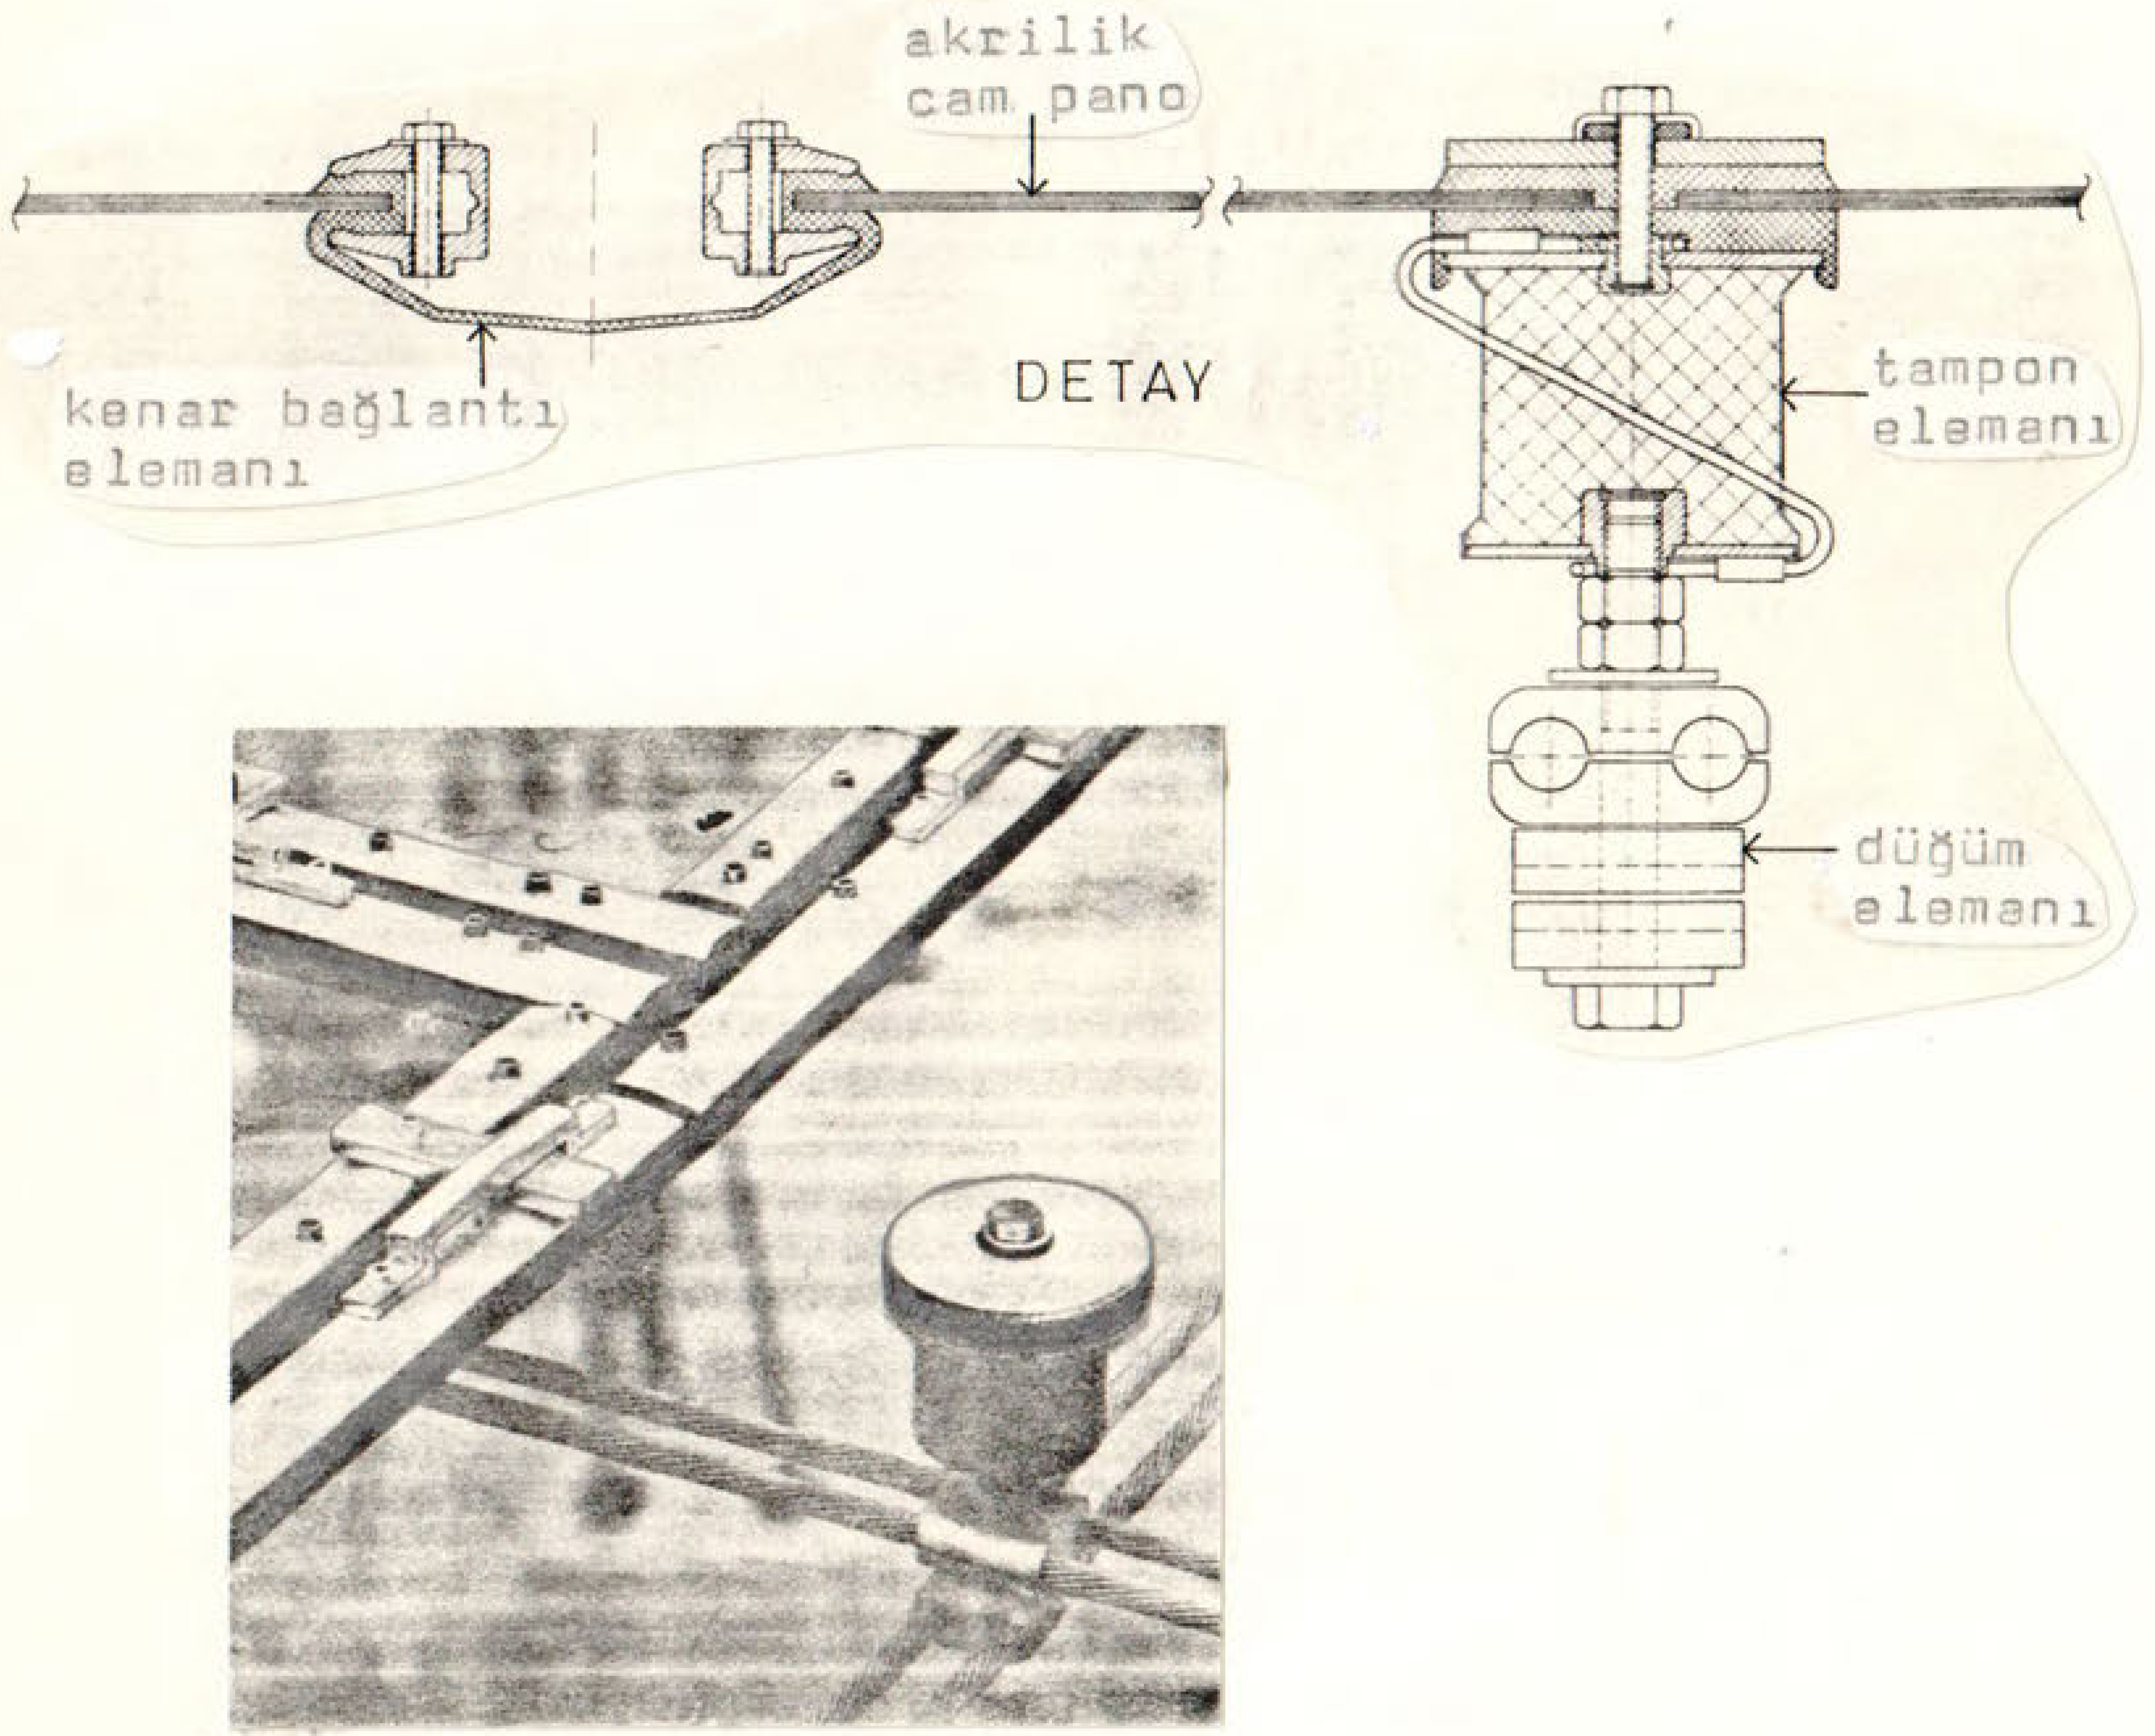 akrilik
cam pano
kenar bağlantı
elemanı
DETAY
tampon
elemanı
düğüm
elemanı